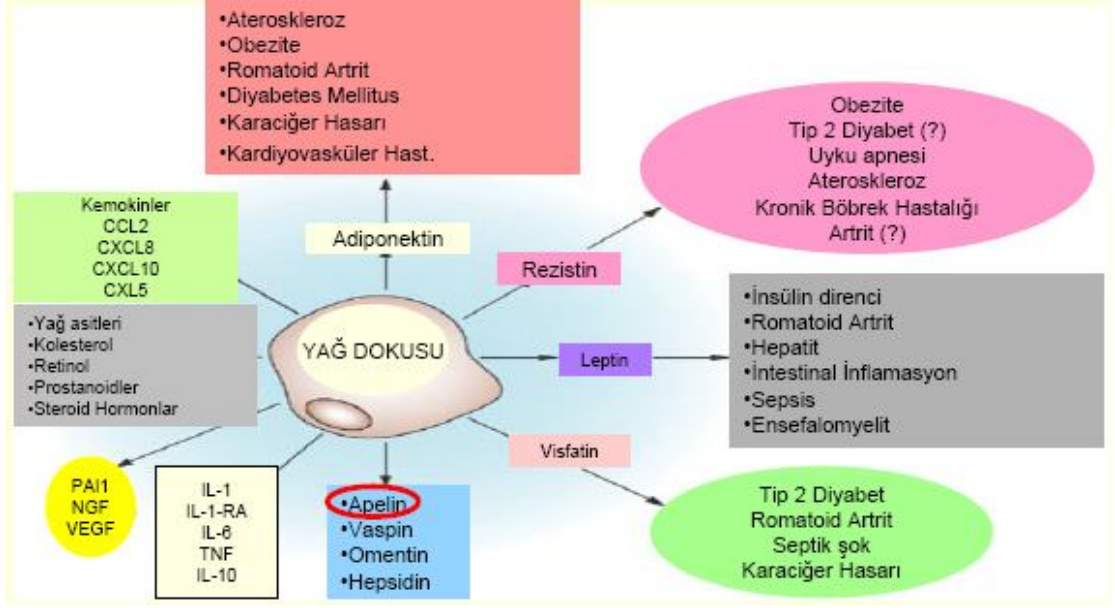 •Ateroskleroz
•Obezite
•Romatoid Artrit
•Diyabetes Mellitus
•Karaciğer Hasarı
•Kardiyovasküler Hast.
Obezite
Tip 2 Diyabet (?)
Uyku apnesi
Ateroskleroz
Kronik Böbrek Hastalığı
Artrit (?)
Kemokinler
CCL2
CXCL8
CXCL10
CXL5
Adiponektin
Rezistin
•Yağ asitleri
•Kolesterol
•Retinol
•Prostanoidler
•Steroid Hormonlar
YAĞ DOKUSU
Leptin
•İnsülin direnci
•Romatoid Artrit
•Hepatit
•İntestinal İnflamasyon
•Sepsis
•Ensefalomyelit
Visfatin
PAI1
NGF
VEGF
IL-1
IL-1-RA
IL-6
TNF
IL-10
•Apelin
•Vaspin
•Omentin
•Hepsidin
Tip 2 Diyabet
Romatoid Artrit
Septik şok
Karaciğer Hasarı